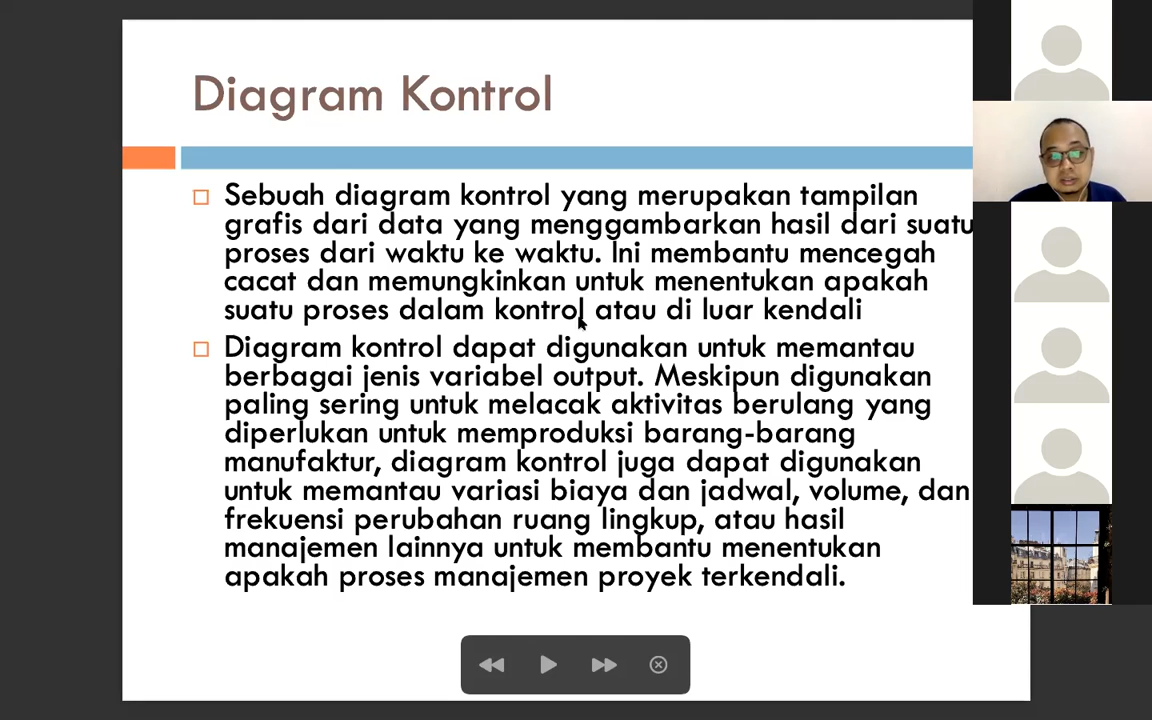 Diagram Kontrol
Sebuah diagram kontrol yang merupakan tampilan
grafis dari data yang menggambarkan hasil dari suatu
proses dari waktu ke waktu. Ini membantu mencegah
cacat dan memungkinkan untuk menentukan apakah
suatu proses dalam kontrol atau di luar kendali
Diagram kontrol dapat digunakan untuk memantau
berbagai jenis variabel output. Meskipun digunakan
paling sering untuk melacak aktivitas berulang yang
diperlukan untuk memproduksi barang-barang
manufaktur, diagram kontrol juga dapat digunakan
untuk memantau variasi biaya dan jadwal, volume, dan
frekuensi perubahan ruang lingkup, atau hasil
manajemen lainnya untuk membantu menentukan
apakah proses manajemen proyek terkendali.